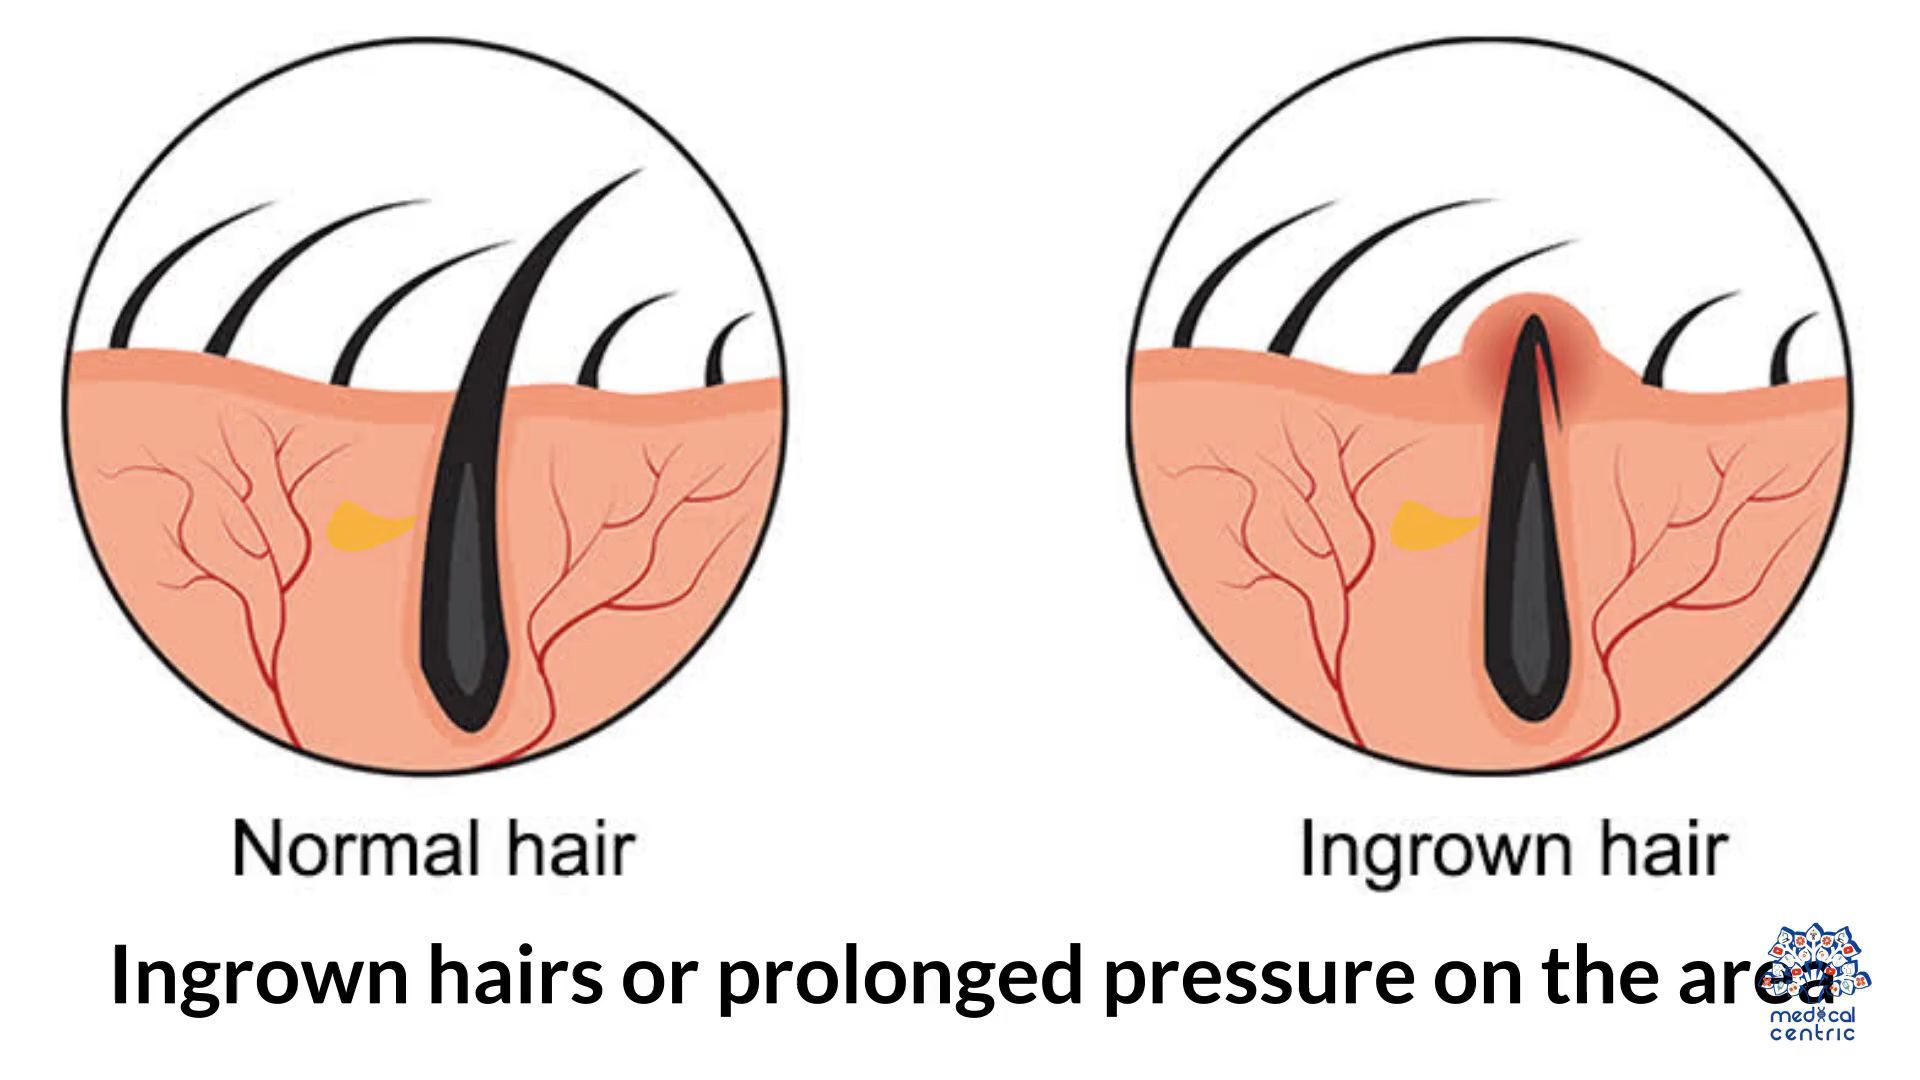 Normal hair
Ingrown hair
Ingrown hairs or prolonged pressure on the area
medical
centric